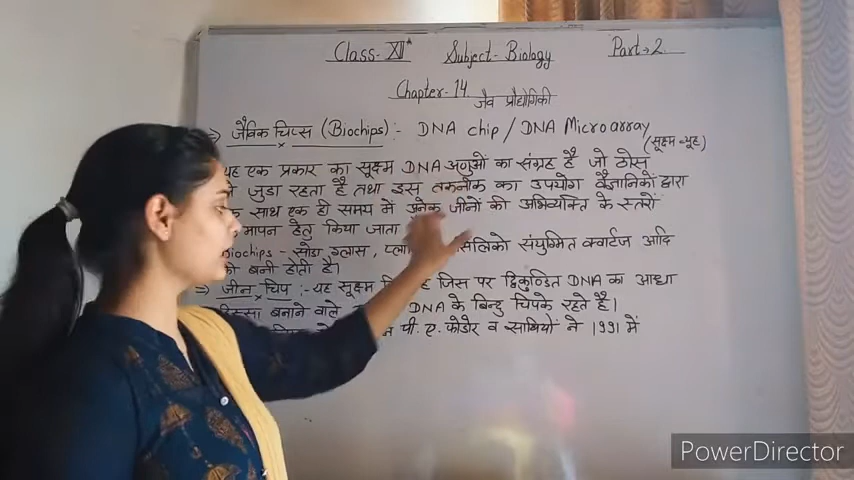 Class-XIIᵗʰ Subject-Biology Part→2.
Chapter-14 जैव प्रौद्योगिकी
→ जैविक चिप्स (Biochips):- DNA chip / DNA Microarray
(सूक्ष्म व्यूह)
यह एक प्रकार का सूक्ष्म DNA अणुओं का संग्रह है जो ठोस
जुडा रहता है तथा इस तकनीक का उपयोग वैज्ञानिकों द्वारा
साथ एक ही समय में अनेक जीनों की अभिव्यक्ति के स्तरों
मापन हेतु किया जाता
Biochips - सोडा ग्लास, संयुग्मित क्वार्टज आदि
की बनी होती है।
→ जीन चिप :- यह सूक्ष्म जिस पर द्विकुन्डित DNA का आधा
हिस्सा बनाने वाले DNA के बिन्दु चिपके रहते है।
पी. ए. फोडोर व साथियों ने 1991 में
PowerDirector